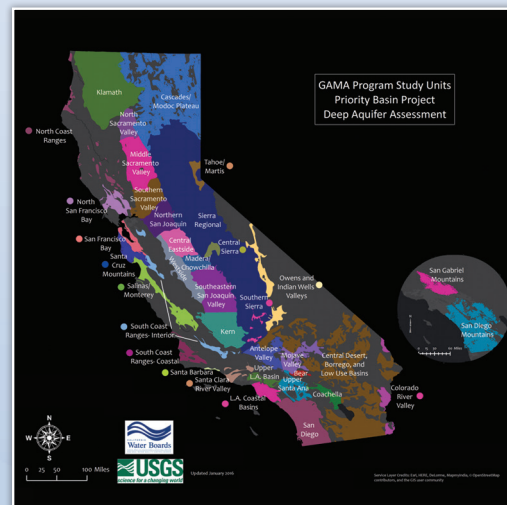 GAMA Program Study Units
Priority Basin Project
Deep Aquifer Assessment
Klamath
Cascades/
Modoc Plateau
North
Sacramento
Valley
North Coast
Ranges
Middle
Sacramento
Valley
Tahoe/
Martis
Southern
Sacramento
Valley
North
San Francisco
Bay
Northern
San Joaquin
Sierra
Regional
San Francisco
Bay
Central
Eastside
Central
Sierra
Santa
Cruz
Mountains
Westside
Madera/
Chowchilla
Salinas/
Monterey
Southeastern
San Joaquin
Valley
Southern
Sierra
Owens and
Indian Wells
Valleys
San Gabriel
Mountains
San Diego
Mountains
South Coast
Ranges- Interior
Kern
South Coast
Ranges- Coastal
Antelope
Valley
Mojave
Valley
Central Desert,
Borrego, and
Low Use Basins
Santa Barbara
Santa Clara
River Valley
Upper
L.A. Basin
Bear
Upper
Santa Ana
Coachella
Colorado
River
Valley
L.A. Coastal
Basins
San
Diego
N
W
E
S
0 25 50 100 Miles
Water Boards
USGS
science for a changing world
Updated January 2016